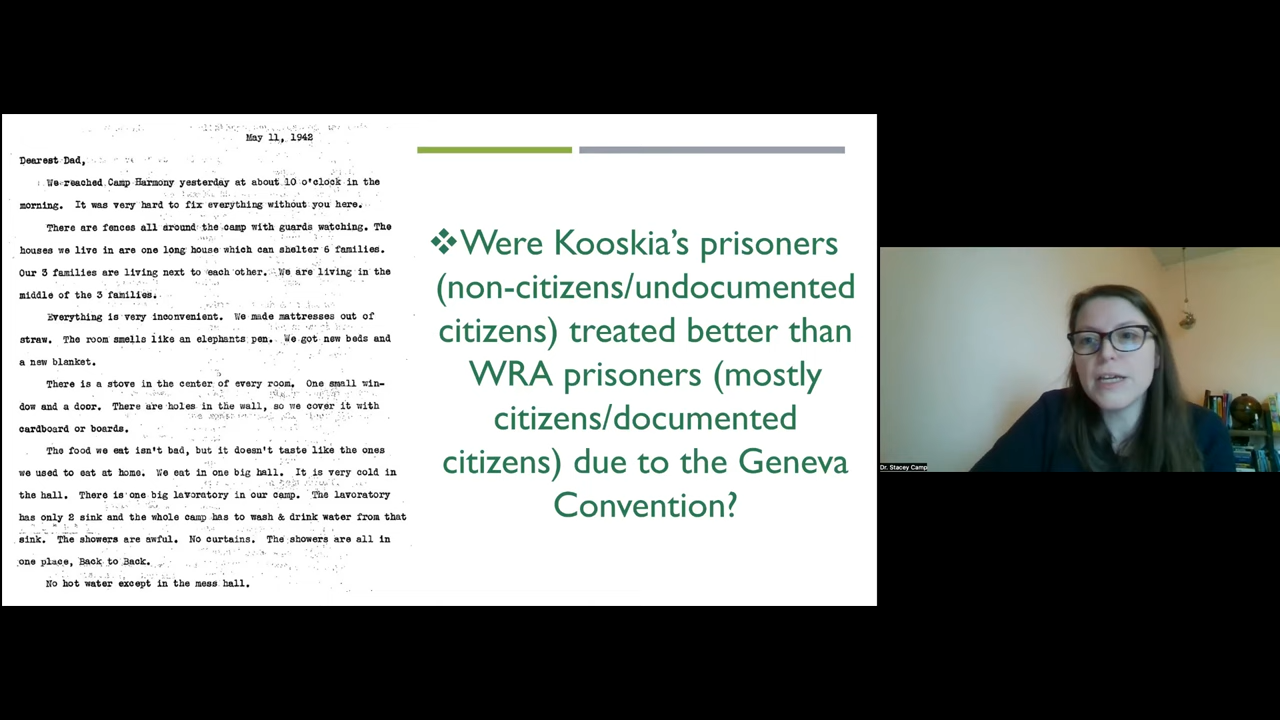 May 11, 1942
Dearest Dad,
We reached Camp Harmony yesterday at about 10 o'clock in the
morning. It was very hard to fix everything without you here.
There are fences all around the camp with guards watching. The
houses we live in are one long house which can shelter 6 families.
Our 3 families are living next to each other. We are living in the
middle of the 3 families.
Everything is very inconvenient. We made mattresses out of
straw. The room smells like an elephants pen. We got new beds and
a new blanket.
There is a stove in the center of every room. One small win-
dow and a door. There are holes in the wall, so we cover it with
cardboard or boards.
The food we eat isn't bad, but it doesn't taste like the ones
we used to eat at home. We eat in one big hall. It is very cold in
the hall. There is one big lavoratory in our camp. The lavoratory
has only 2 sink and the whole camp has to wash & drink water from that
sink. The showers are awful. No curtains. The showers are all in
one place, Back to Back.
No hot water except in the mess hall.
❖Were Kooskia's prisoners
(non-citizens/undocumented
citizens) treated better than
WRA prisoners (mostly
citizens/documented
citizens) due to the Geneva
Convention?
Dr. Stacey Camp